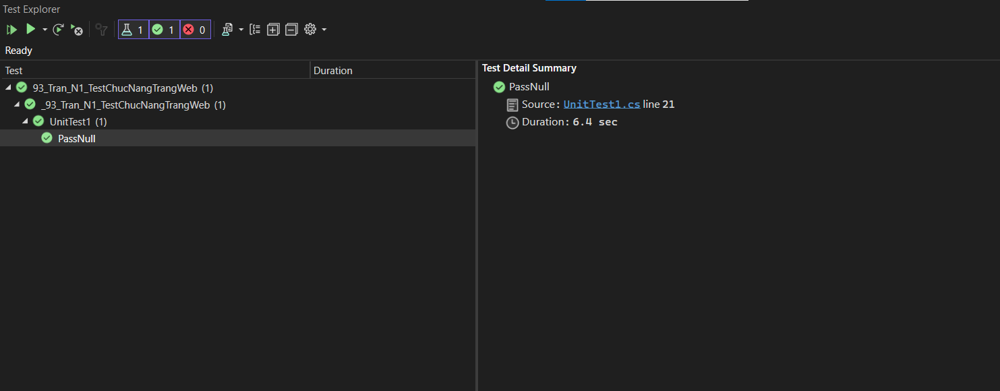 Test Explorer
1 1 0
Ready
Test Duration
93_Tran_N1_TestChucNangTrangWeb (1)
_93_Tran_N1_TestChucNangTrangWeb (1)
UnitTest1 (1)
PassNull
Test Detail Summary
PassNull
Source: UnitTest1.cs line 21
Duration: 6.4 sec